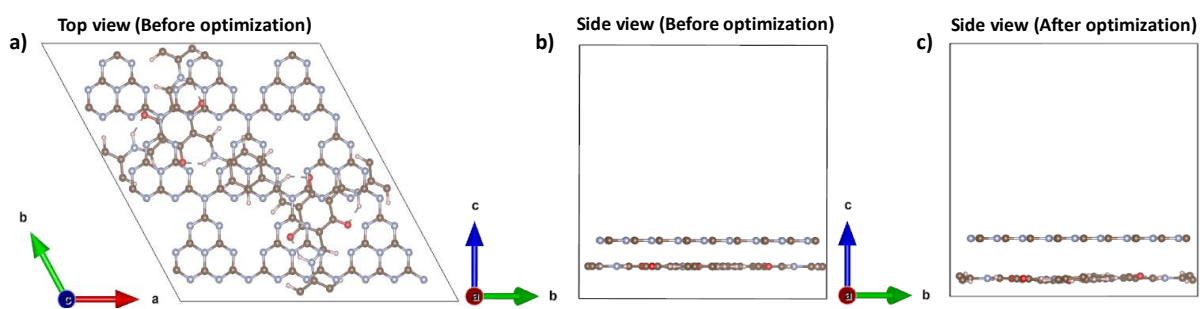 Top view (Before optimization)
a)
b
c
a
Side view (Before optimization)
b)
c
a
b
Side view (After optimization)
c)
c
a
b